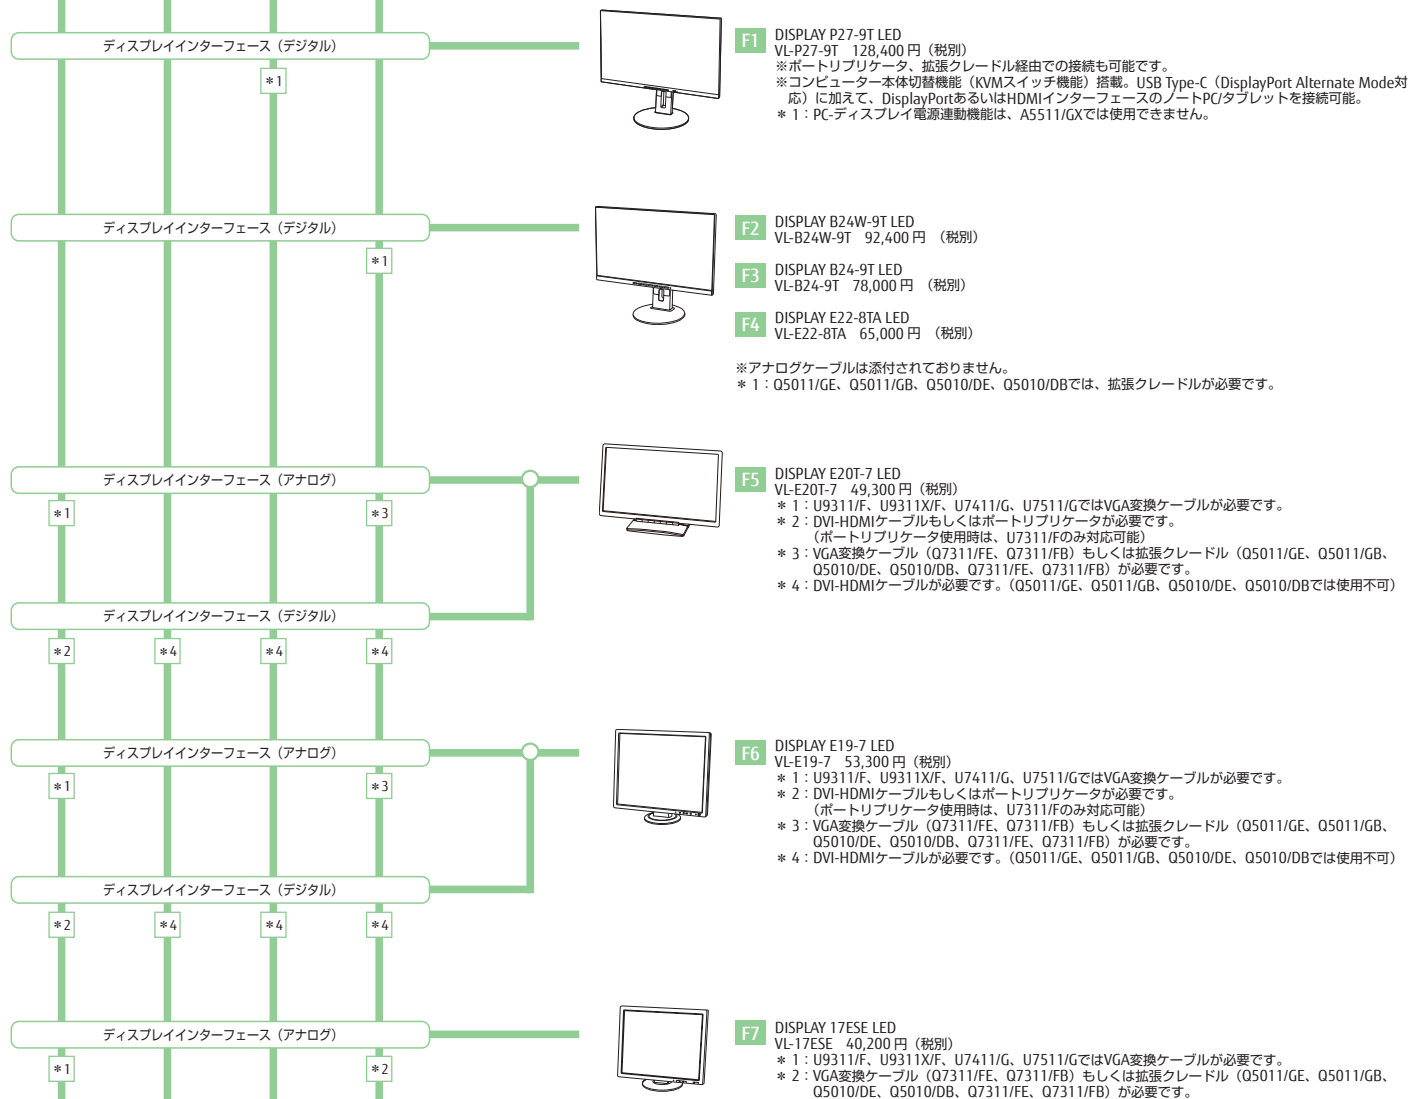 ディスプレイインターフェース（デジタル）
＊1
F1
DISPLAY P27-9T LED
VL-P27-9T　128,400 円（税別）
※ポートリプリケータ、拡張クレードル経由での接続も可能です。
※コンピューター本体切替機能（KVMスイッチ機能）搭載。USB Type-C（DisplayPort Alternate Mode対
応）に加えて、DisplayPortあるいはHDMIインターフェースのノートPC/タブレットを接続可能。
＊ 1：PC-ディスプレイ電源連動機能は、A5511/GXでは使用できません。
ディスプレイインターフェース（デジタル）
＊1
F2
DISPLAY B24W-9T LED
VL-B24W-9T　92,400 円　（税別）
F3
DISPLAY B24-9T LED
VL-B24-9T　78,000 円　（税別）
F4
DISPLAY E22-8TA LED
VL-E22-8TA　65,000 円　（税別）
※アナログケーブルは添付されておりません。
＊ 1：Q5011/GE、Q5011/GB、Q5010/DE、Q5010/DBでは、拡張クレードルが必要です。
ディスプレイインターフェース（アナログ）
＊1
＊3
F5
DISPLAY E20T-7 LED
VL-E20T-7　49,300 円（税別）
＊ 1：U9311/F、U9311X/F、U7411/G、U7511/GではVGA変換ケーブルが必要です。
＊ 2：DVI-HDMIケーブルもしくはポートリプリケータが必要です。
（ポートリプリケータ使用時は、U7311/Fのみ対応可能）
＊ 3：VGA変換ケーブル（Q7311/FE、Q7311/FB）もしくは拡張クレードル（Q5011/GE、Q5011/GB、
Q5010/DE、Q5010/DB、Q7311/FE、Q7311/FB）が必要です。
＊ 4：DVI-HDMIケーブルが必要です。（Q5011/GE、Q5011/GB、Q5010/DE、Q5010/DBでは使用不可）
ディスプレイインターフェース（デジタル）
＊2
＊4
＊4
＊4
ディスプレイインターフェース（アナログ）
＊1
＊3
F6
DISPLAY E19-7 LED
VL-E19-7　53,300 円（税別）
＊ 1：U9311/F、U9311X/F、U7411/G、U7511/GではVGA変換ケーブルが必要です。
＊ 2：DVI-HDMIケーブルもしくはポートリプリケータが必要です。
（ポートリプリケータ使用時は、U7311/Fのみ対応可能）
＊ 3：VGA変換ケーブル（Q7311/FE、Q7311/FB）もしくは拡張クレードル（Q5011/GE、Q5011/GB、
Q5010/DE、Q5010/DB、Q7311/FE、Q7311/FB）が必要です。
＊ 4：DVI-HDMIケーブルが必要です。（Q5011/GE、Q5011/GB、Q5010/DE、Q5010/DBでは使用不可）
ディスプレイインターフェース（デジタル）
＊2
＊4
＊4
＊4
ディスプレイインターフェース（アナログ）
＊1
＊2
F7
DISPLAY 17ESE LED
VL-17ESE　40,200 円（税別）
＊ 1：U9311/F、U9311X/F、U7411/G、U7511/GではVGA変換ケーブルが必要です。
＊ 2：VGA変換ケーブル（Q7311/FE、Q7311/FB）もしくは拡張クレードル（Q5011/GE、Q5011/GB、
Q5010/DE、Q5010/DB、Q7311/FE、Q7311/FB）が必要です。